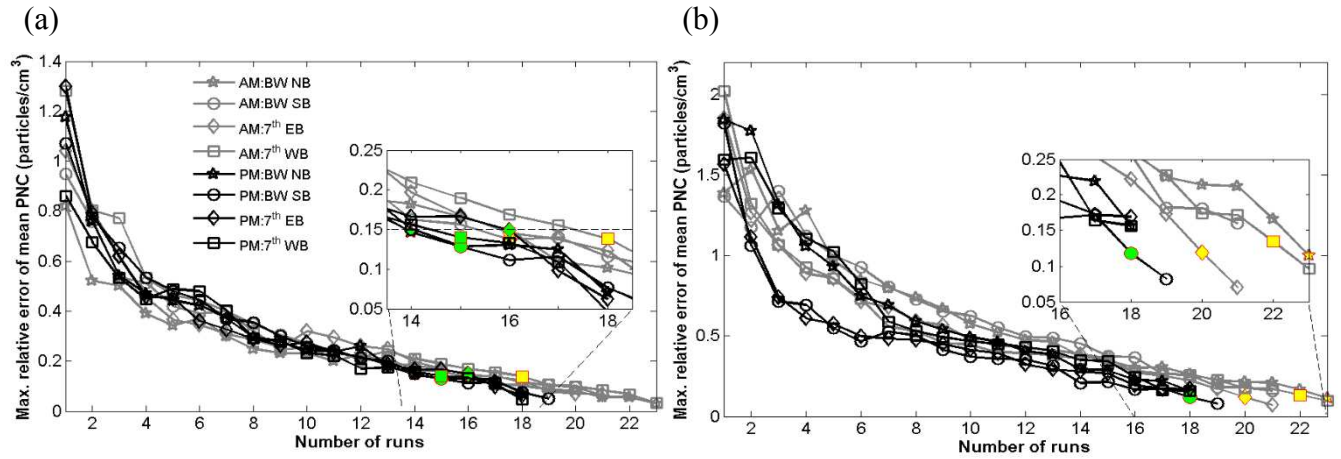 (a)
Max. relative error of mean PNC (particles/cm³)
1.4
1.2
1
0.8
0.6
0.4
0.2
0
AM:BW NB
AM:BW SB
AM:7th EB
AM:7th WB
PM:BW NB
PM:BW SB
PM:7th EB
PM:7th WB
0.25
0.2
0.15
0.1
0.05
14 16 18
2 4 6 8 10 12 14 16 18 20 22
Number of runs
(b)
Max. relative error of mean PNC (particles/cm³)
2
1.5
1
0.5
0
0.25
0.2
0.15
0.1
0.05
16 18 20 22
2 4 6 8 10 12 14 16 18 20 22
Number of runs